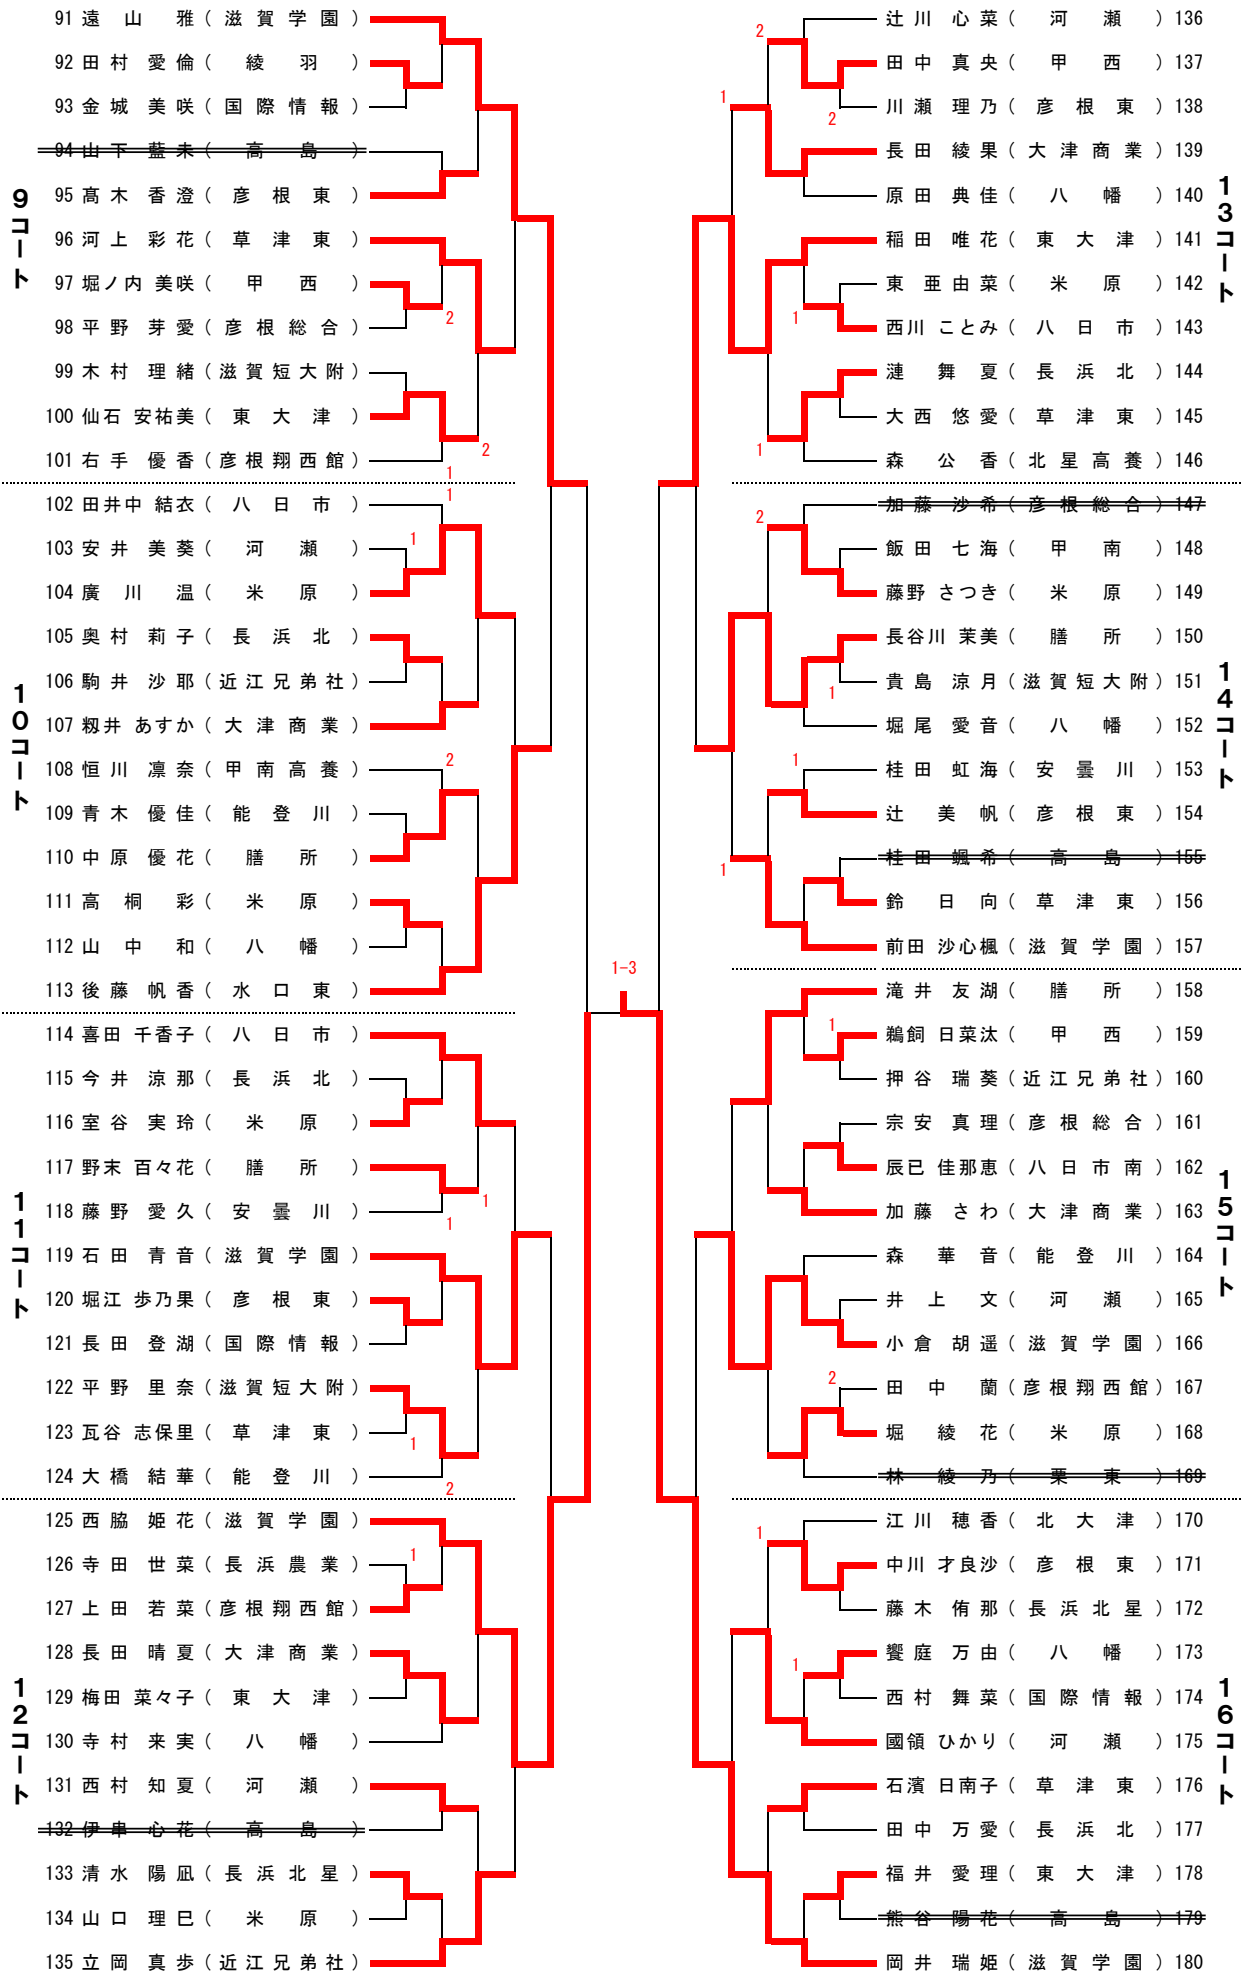 9コート
91 遠山 雅 (滋賀学園)
92 田村 愛倫 (綾羽)
93 金城 美咲 (国際情報)
94 山下 藍未 (高島)
95 髙木 香澄 (彦根東)
96 河上 彩花 (草津東)
97 堀ノ内 美咲 (甲西)
2
98 平野 芽愛 (彦根総合)
99 木村 理緒 (滋賀短大附)
100 仙石 安祐美 (東大津)
2
101 右手 優香 (彦根翔西館)
1
10コート
1
102 田井中 結衣 (八日市)
1
103 安井 美葵 (河瀬)
104 廣川 温 (米原)
105 奥村 莉子 (長浜北)
106 駒井 沙耶 (近江兄弟社)
107 籾井 あすか (大津商業)
2
108 恒川 凛奈 (甲南高養)
109 青木 優佳 (能登川)
110 中原 優花 (膳所)
111 高桐 彩 (米原)
112 山中 和 (八幡)
113 後藤 帆香 (水口東)
11コート
114 喜田 千香子 (八日市)
115 今井 涼那 (長浜北)
116 室谷 実玲 (米原)
117 野末 百々花 (膳所)
1
118 藤野 愛久 (安曇川)
1
119 石田 青音 (滋賀学園)
120 堀江 歩乃果 (彦根東)
121 長田 登湖 (国際情報)
122 平野 里奈 (滋賀短大附)
123 瓦谷 志保里 (草津東)
1
124 大橋 結華 (能登川)
2
12コート
125 西脇 姫花 (滋賀学園)
1
126 寺田 世菜 (長浜農業)
127 上田 若菜 (彦根翔西館)
128 長田 晴夏 (大津商業)
129 梅田 菜々子 (東大津)
130 寺村 来実 (八幡)
131 西村 知夏 (河瀬)
132 伊串 心花 (高島)
133 清水 陽凪 (長浜北星)
134 山口 理巳 (米原)
135 立岡 真歩 (近江兄弟社)
1-3
13コート
辻川 心菜 (河瀬) 136
2
田中 真央 (甲西) 137
1
川瀬 理乃 (彦根東) 138
2
長田 綾果 (大津商業) 139
原田 典佳 (八幡) 140
稲田 唯花 (東大津) 141
東 亜由菜 (米原) 142
1
西川 ことみ (八日市) 143
漣 舞夏 (長浜北) 144
大西 悠愛 (草津東) 145
1
森 公香 (北星高養) 146
14コート
加藤 沙希 (彦根総合) 147
2
飯田 七海 (甲南) 148
藤野 さつき (米原) 149
長谷川 茉美 (膳所) 150
貴島 涼月 (滋賀短大附) 151
1
堀尾 愛音 (八幡) 152
1
桂田 虹海 (安曇川) 153
辻 美帆 (彦根東) 154
桂田 颯希 (高島) 155
1
鈴 日向 (草津東) 156
前田 沙心楓 (滋賀学園) 157
15コート
滝井 友湖 (膳所) 158
1
鵜飼 日菜汰 (甲西) 159
押谷 瑞葵 (近江兄弟社) 160
宗安 真理 (彦根総合) 161
辰已 佳那恵 (八日市南) 162
加藤 さわ (大津商業) 163
森 華音 (能登川) 164
井上 文 (河瀬) 165
小倉 胡遥 (滋賀学園) 166
2
田中 蘭 (彦根翔西館) 167
堀 綾花 (米原) 168
林 綾乃 (栗東) 169
16コート
江川 穂香 (北大津) 170
1
中川 才良沙 (彦根東) 171
藤木 侑那 (長浜北星) 172
饗庭 万由 (八幡) 173
1
西村 舞菜 (国際情報) 174
國領 ひかり (河瀬) 175
石濱 日南子 (草津東) 176
田中 万愛 (長浜北) 177
福井 愛理 (東大津) 178
熊谷 陽花 (高島) 179
岡井 瑞姫 (滋賀学園) 180